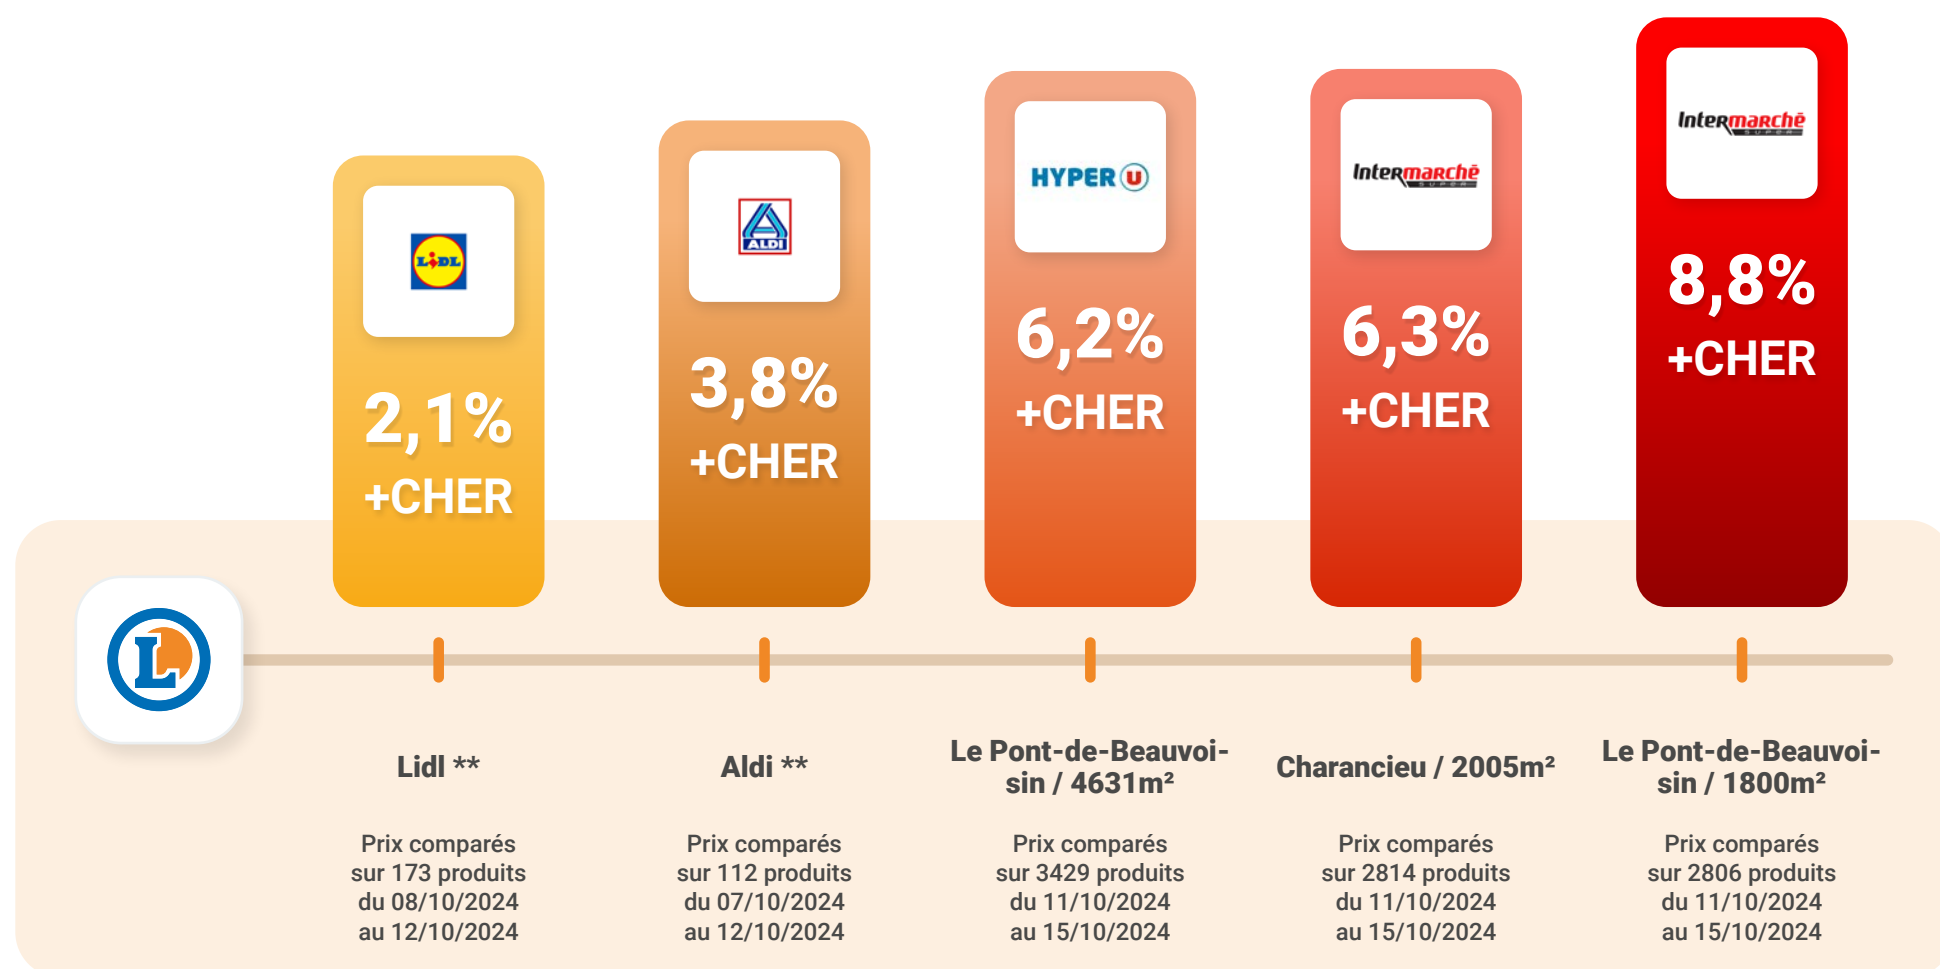 LIDL
2,1%
+CHER
ALDI
3,8%
+CHER
HYPER U
6,2%
+CHER
Intermarchē
SUPER
6,3%
+CHER
Intermarchē
SUPER
8,8%
+CHER
L
Lidl **
Prix comparés
sur 173 produits
du 08/10/2024
au 12/10/2024
Aldi **
Prix comparés
sur 112 produits
du 07/10/2024
au 12/10/2024
Le Pont-de-Beauvoi-
sin / 4631m²
Prix comparés
sur 3429 produits
du 11/10/2024
au 15/10/2024
Charancieu / 2005m²
Prix comparés
sur 2814 produits
du 11/10/2024
au 15/10/2024
Le Pont-de-Beauvoi-
sin / 1800m²
Prix comparés
sur 2806 produits
du 11/10/2024
au 15/10/2024